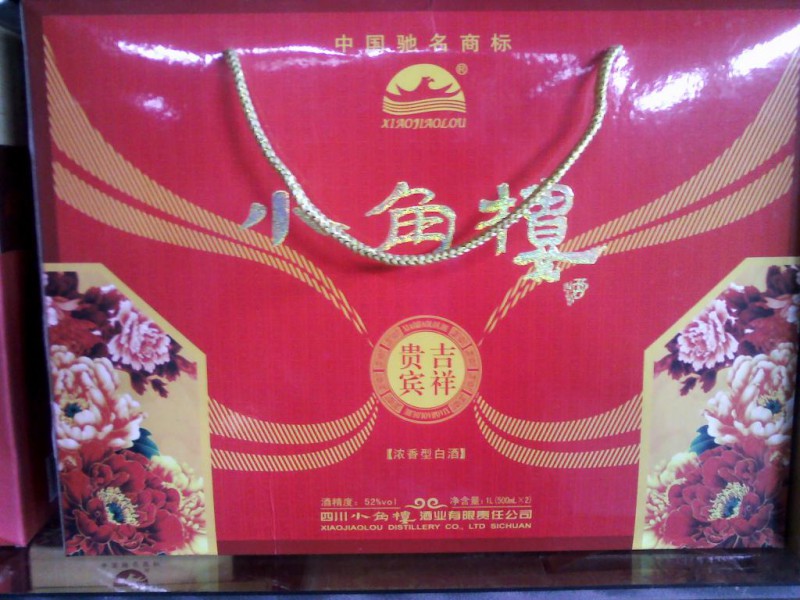 中国驰名商标
®
XIAOJIAOLOU
小角楼
酒
吉祥
贵宾
【浓香型白酒】
酒精度：52%vol 净含量：1L(500mL×2)
四川小角楼酒业有限责任公司
XIAOJIAOLOU DISTILLERY CO., LTD SICHUAN